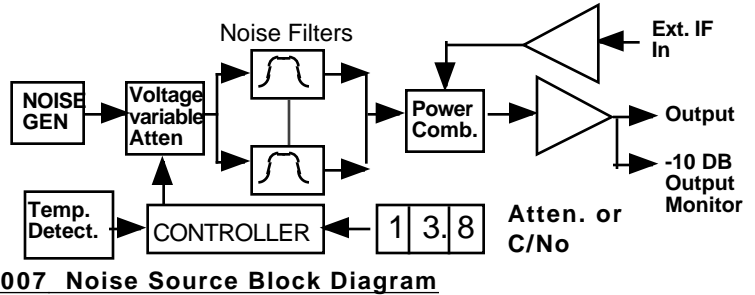 Noise Filters
Ext. IF
In
NOISE
GEN
Voltage
variable
Atten
Power
Comb.
Output
-10 DB
Output
Monitor
Temp.
Detect.
CONTROLLER
1 3. 8
Atten. or
C/No
007 Noise Source Block Diagram